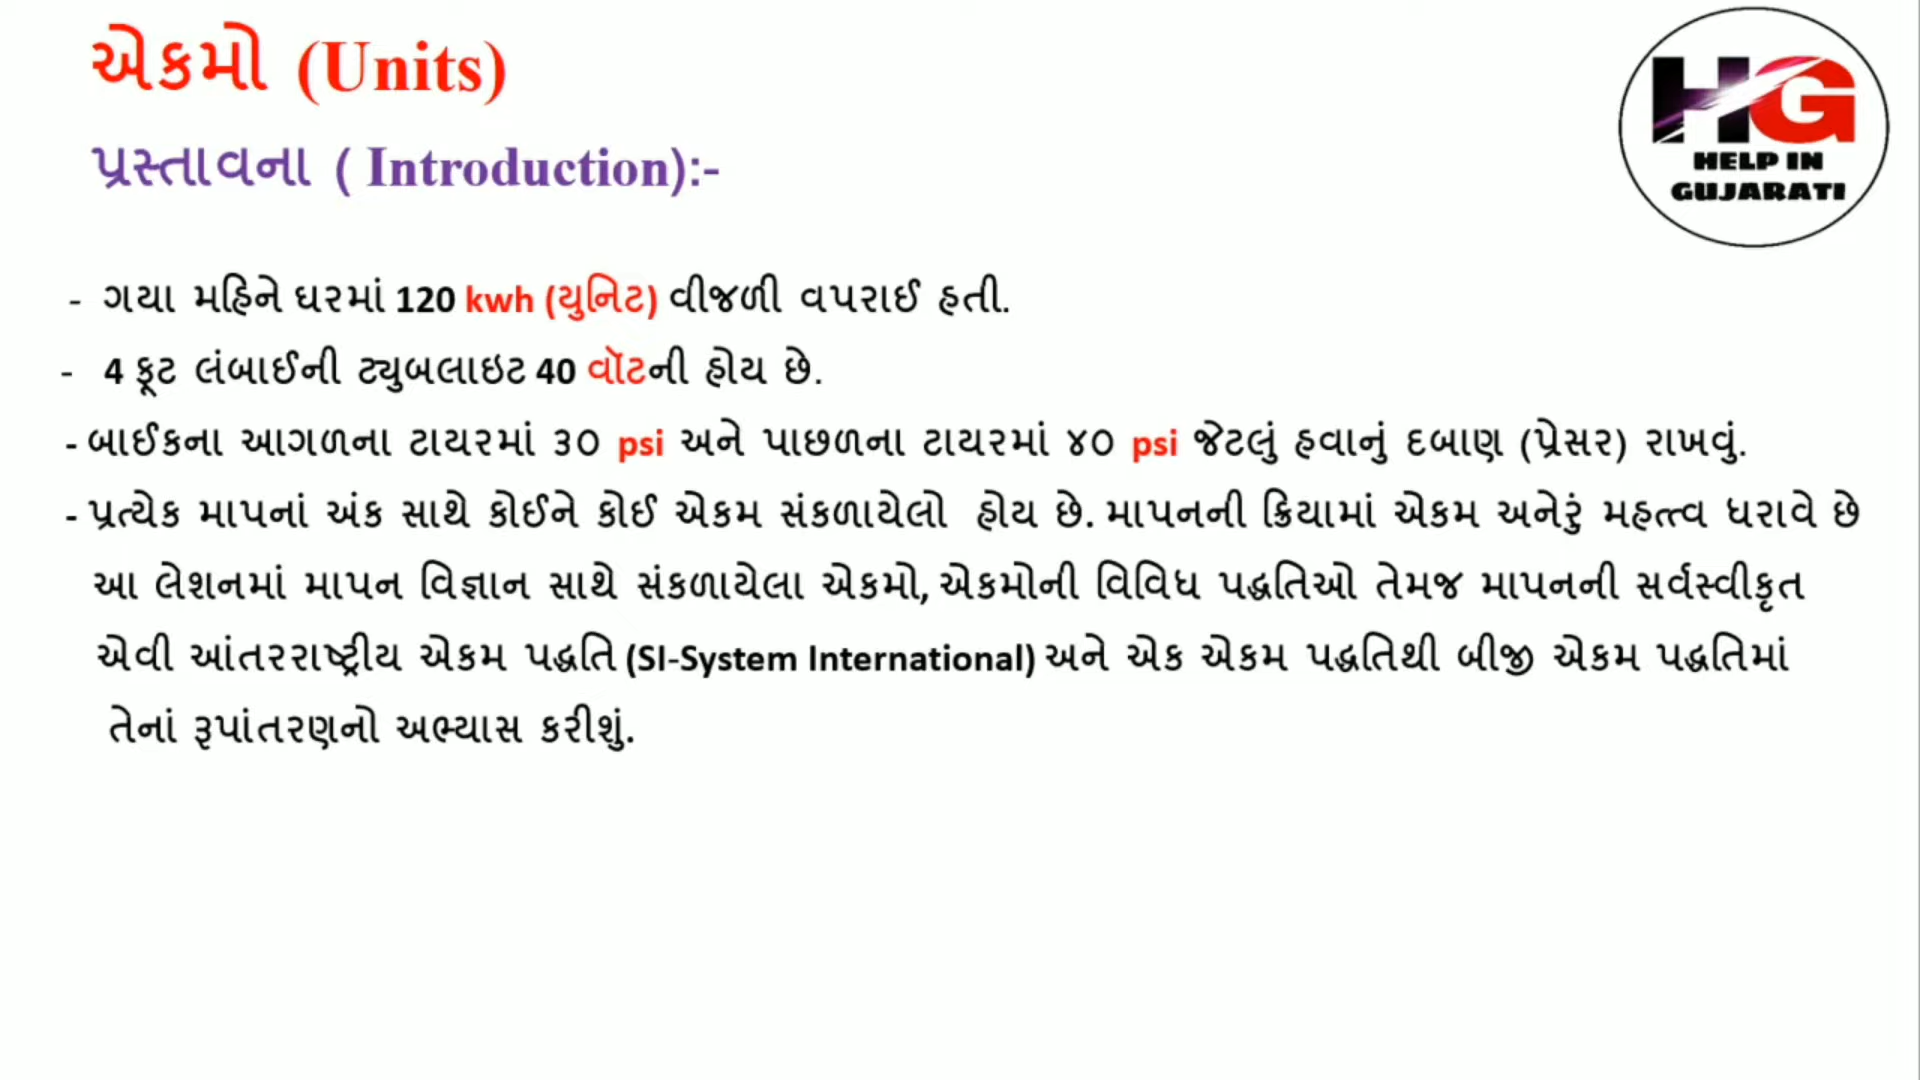 એકમો (Units)
પ્રસ્તાવના ( Introduction):-
HG
HELP IN
GUJARATI
- ગયા મહિને ઘરમાં 120 kwh (યુનિટ) વીજળી વપરાઈ હતી.
- 4 ફૂટ લંબાઈની ટ્યુબલાઇટ 40 વૉટની હોય છે.
- બાઈકના આગળના ટાયરમાં ૩૦ psi અને પાછળના ટાયરમાં ૪૦ psi જેટલું હવાનું દબાણ (પ્રેસર) રાખવું.
- પ્રત્યેક માપનાં અંક સાથે કોઈને કોઈ એકમ સંકળાયેલો હોય છે. માપનની ક્રિયામાં એકમ અનેરું મહત્ત્વ ધરાવે છે
આ લેશનમાં માપન વિજ્ઞાન સાથે સંકળાયેલા એકમો, એકમોની વિવિધ પદ્ધતિઓ તેમજ માપનની સર્વસ્વીકૃત
એવી આંતરરાષ્ટ્રીય એકમ પદ્ધતિ (SI-System International) અને એક એકમ પદ્ધતિથી બીજી એકમ પદ્ધતિમાં
તેનાં રૂપાંતરણનો અભ્યાસ કરીશું.